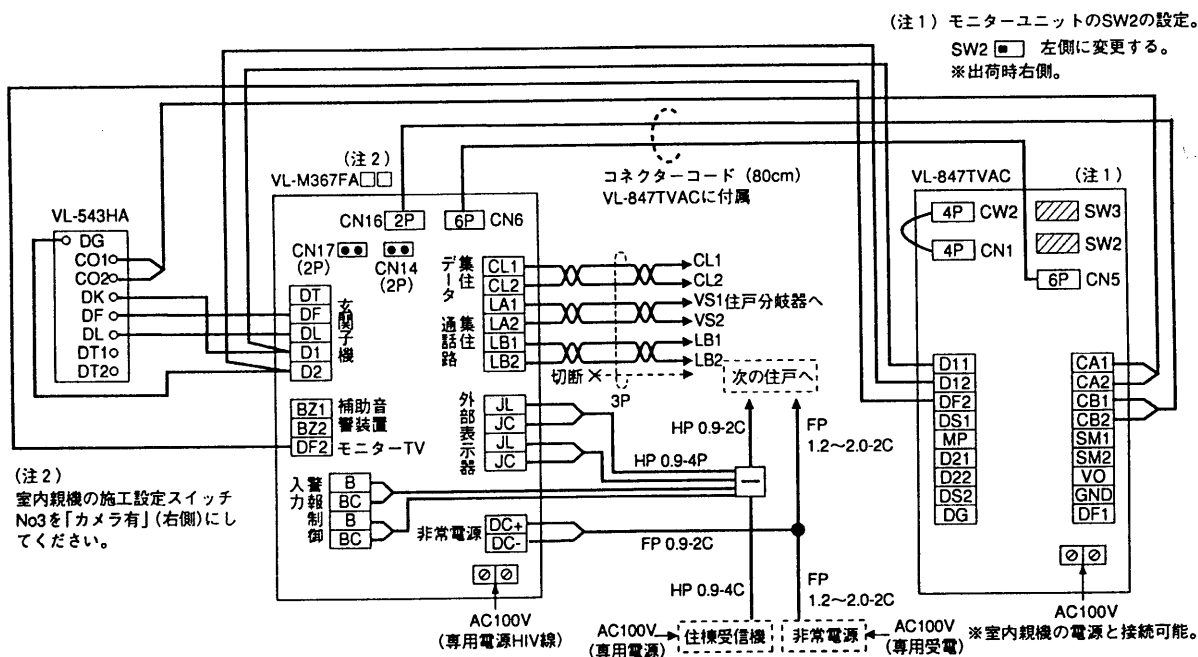 (注1) モニターユニットのSW2の設定。
SW2 左側に変更する。
※出荷時右側。
(注2)
VL-M367FA□□
コネクターコード (80cm)
VL-847TVACに付属
VL-847TVAC
(注1)
VL-543HA
DG
CO1
CO2
DK
DF
DL
DT1
DT2
CN16 2P
6P CN6
CN17
(2P)
CN14
(2P)
DT
DF
DL
D1
D2
玄関子機
BZ1
BZ2
DF2
補助音
警装置
モニターTV
集住
データ
集住
通話路
CL1
CL2
LA1
LA2
LB1
LB2
CL1
CL2
VS1
VS2
住戸分岐器へ
LB1
LB2
切断
3P
次の住戸へ
外部表示器
JL
JC
JL
JC
HP 0.9-4P
HP 0.9-2C
FP
1.2～2.0-2C
警報制御
入力
B
BC
B
BC
非常電源
DC+
DC-
FP 0.9-2C
HP 0.9-4C
FP
1.2～2.0-2C
AC100V
(専用電源HIV線)
AC100V
(専用電源)
住棟受信機
非常電源
AC100V
(専用受電)
(注2)
室内親機の施工設定スイッチ
No3を「カメラ有」(右側)にし
てください。
4P CW2
4P CN1
SW3
SW2
6P CN5
D11
D12
DF2
DS1
MP
D21
D22
DS2
DG
CA1
CA2
CB1
CB2
SM1
SM2
VO
GND
DF1
AC100V
※室内親機の電源と接続可能。